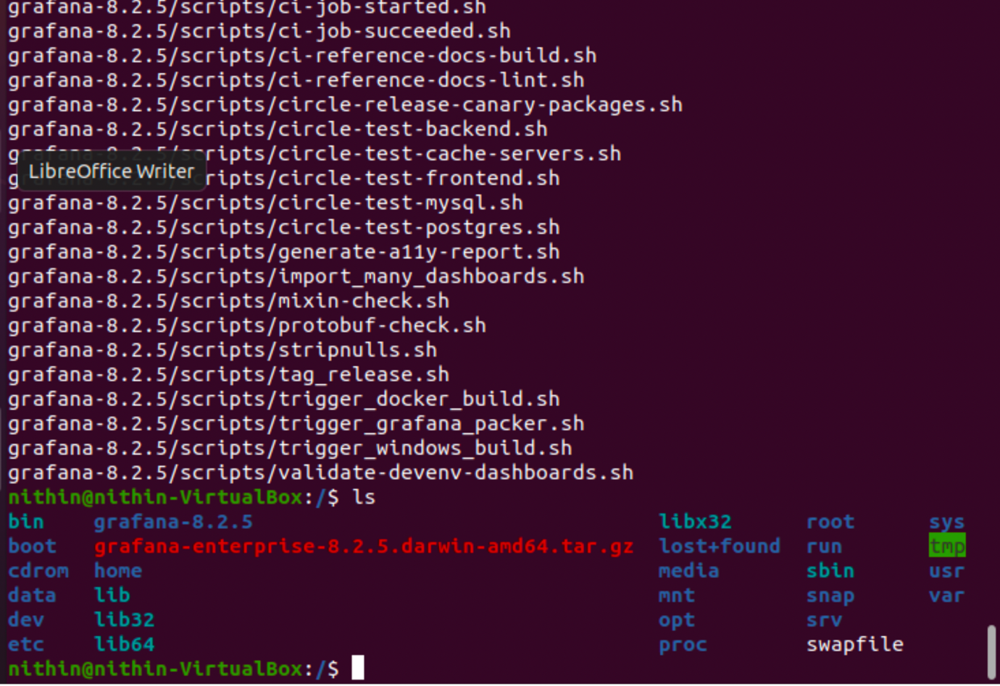 grafana-8.2.5/scripts/ci-job-started.sh
grafana-8.2.5/scripts/ci-job-succeeded.sh
grafana-8.2.5/scripts/ci-reference-docs-build.sh
grafana-8.2.5/scripts/ci-reference-docs-lint.sh
grafana-8.2.5/scripts/circle-release-canary-packages.sh
grafana-8.2.5/scripts/circle-test-backend.sh
grafana-8.2.5/scripts/circle-test-cache-servers.sh
LibreOffice Writer
grafana-8.2.5/scripts/circle-test-frontend.sh
grafana-8.2.5/scripts/circle-test-mysql.sh
grafana-8.2.5/scripts/circle-test-postgres.sh
grafana-8.2.5/scripts/generate-a11y-report.sh
grafana-8.2.5/scripts/import_many_dashboards.sh
grafana-8.2.5/scripts/mixin-check.sh
grafana-8.2.5/scripts/protobuf-check.sh
grafana-8.2.5/scripts/stripnulls.sh
grafana-8.2.5/scripts/tag_release.sh
grafana-8.2.5/scripts/trigger_docker_build.sh
grafana-8.2.5/scripts/trigger_grafana_packer.sh
grafana-8.2.5/scripts/trigger_windows_build.sh
grafana-8.2.5/scripts/validate-devenv-dashboards.sh
nithin@nithin-VirtualBox:/$ ls
bin grafana-8.2.5 libx32 root sys
boot grafana-enterprise-8.2.5.darwin-amd64.tar.gz lost+found run tmp
cdrom home media sbin usr
data lib mnt snap var
dev lib32 opt srv
etc lib64 proc swapfile
nithin@nithin-VirtualBox:/$